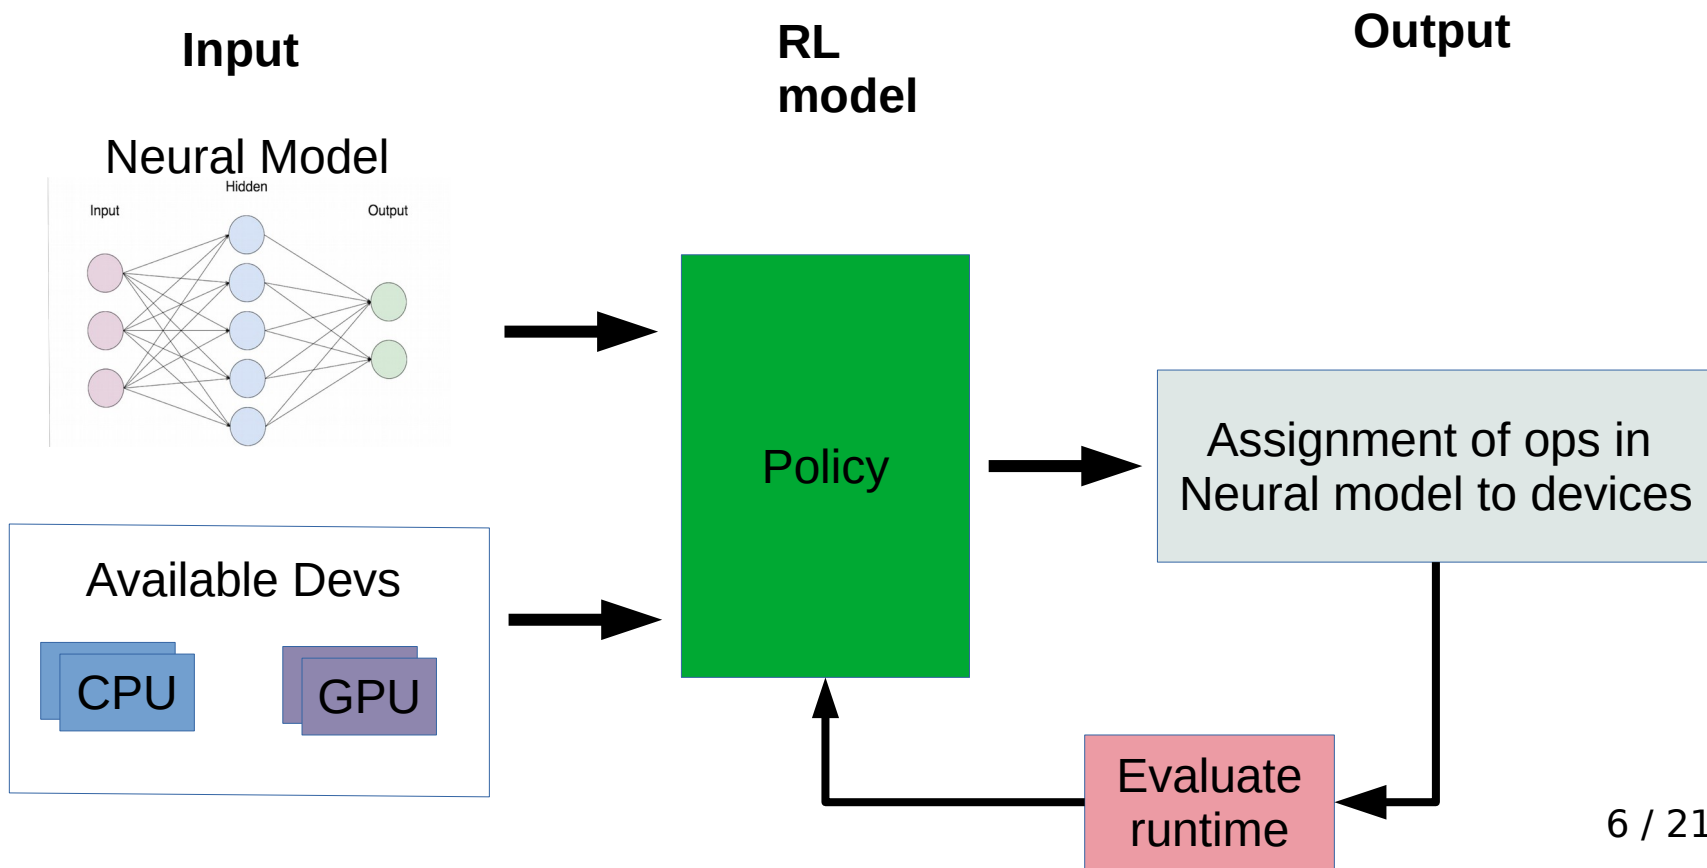 Input
RL
model
Output
Neural Model
Hidden
Input
Output
Policy
Assignment of ops in
Neural model to devices
Available Devs
CPU
GPU
Evaluate
runtime
6 / 21